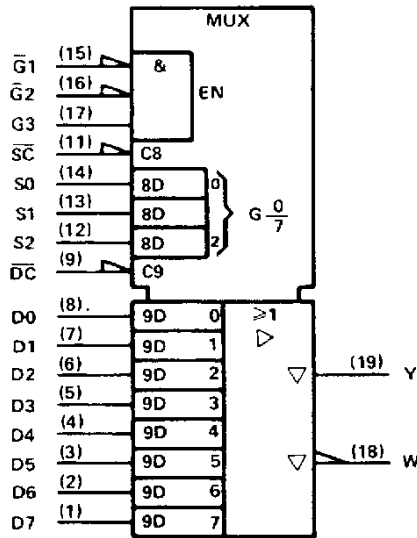 MUX
G̅1 (15) &
G̅2 (16) EN
G3 (17)
S̅C̅ (11) C8
S0 (14) 8D 0
S1 (13) 8D G 0/7
S2 (12) 8D 2
D̅C̅ (9) C9
D0 (8). 9D 0 ≥1
D1 (7) 9D 1 ▷
D2 (6) 9D 2 ▽ (19) Y
D3 (5) 9D 3
D4 (4) 9D 4
D5 (3) 9D 5 ▽ (18) W
D6 (2) 9D 6
D7 (1) 9D 7